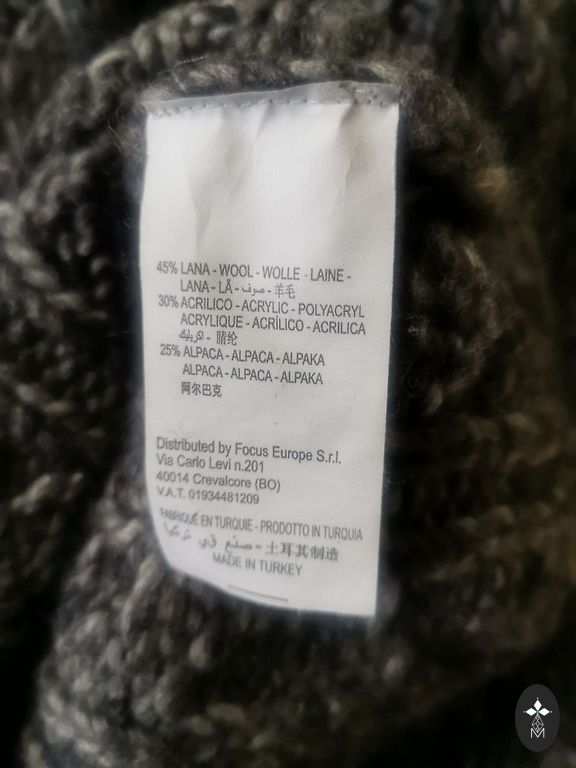 45% LANA - WOOL - WOLLE - LAINE -
LANA - LÃ - صوف - 羊毛
30% ACRILICO - ACRYLIC - POLYACRYL
ACRYLIQUE - ACRÍLICO - ACRILICA
اكريليك - 腈纶
25% ALPACA - ALPACA - ALPAKA
ALPACA - ALPACA - ALPAKA
阿尔巴克
Distributed by Focus Europe S.r.l.
Via Carlo Levi n.201
40014 Crevalcore (BO)
V.A.T. 01934481209
FABRIQUÉ EN TURQUIE - PRODOTTO IN TURQUIA
صنع في تركيا - 土耳其制造
MADE IN TURKEY
M